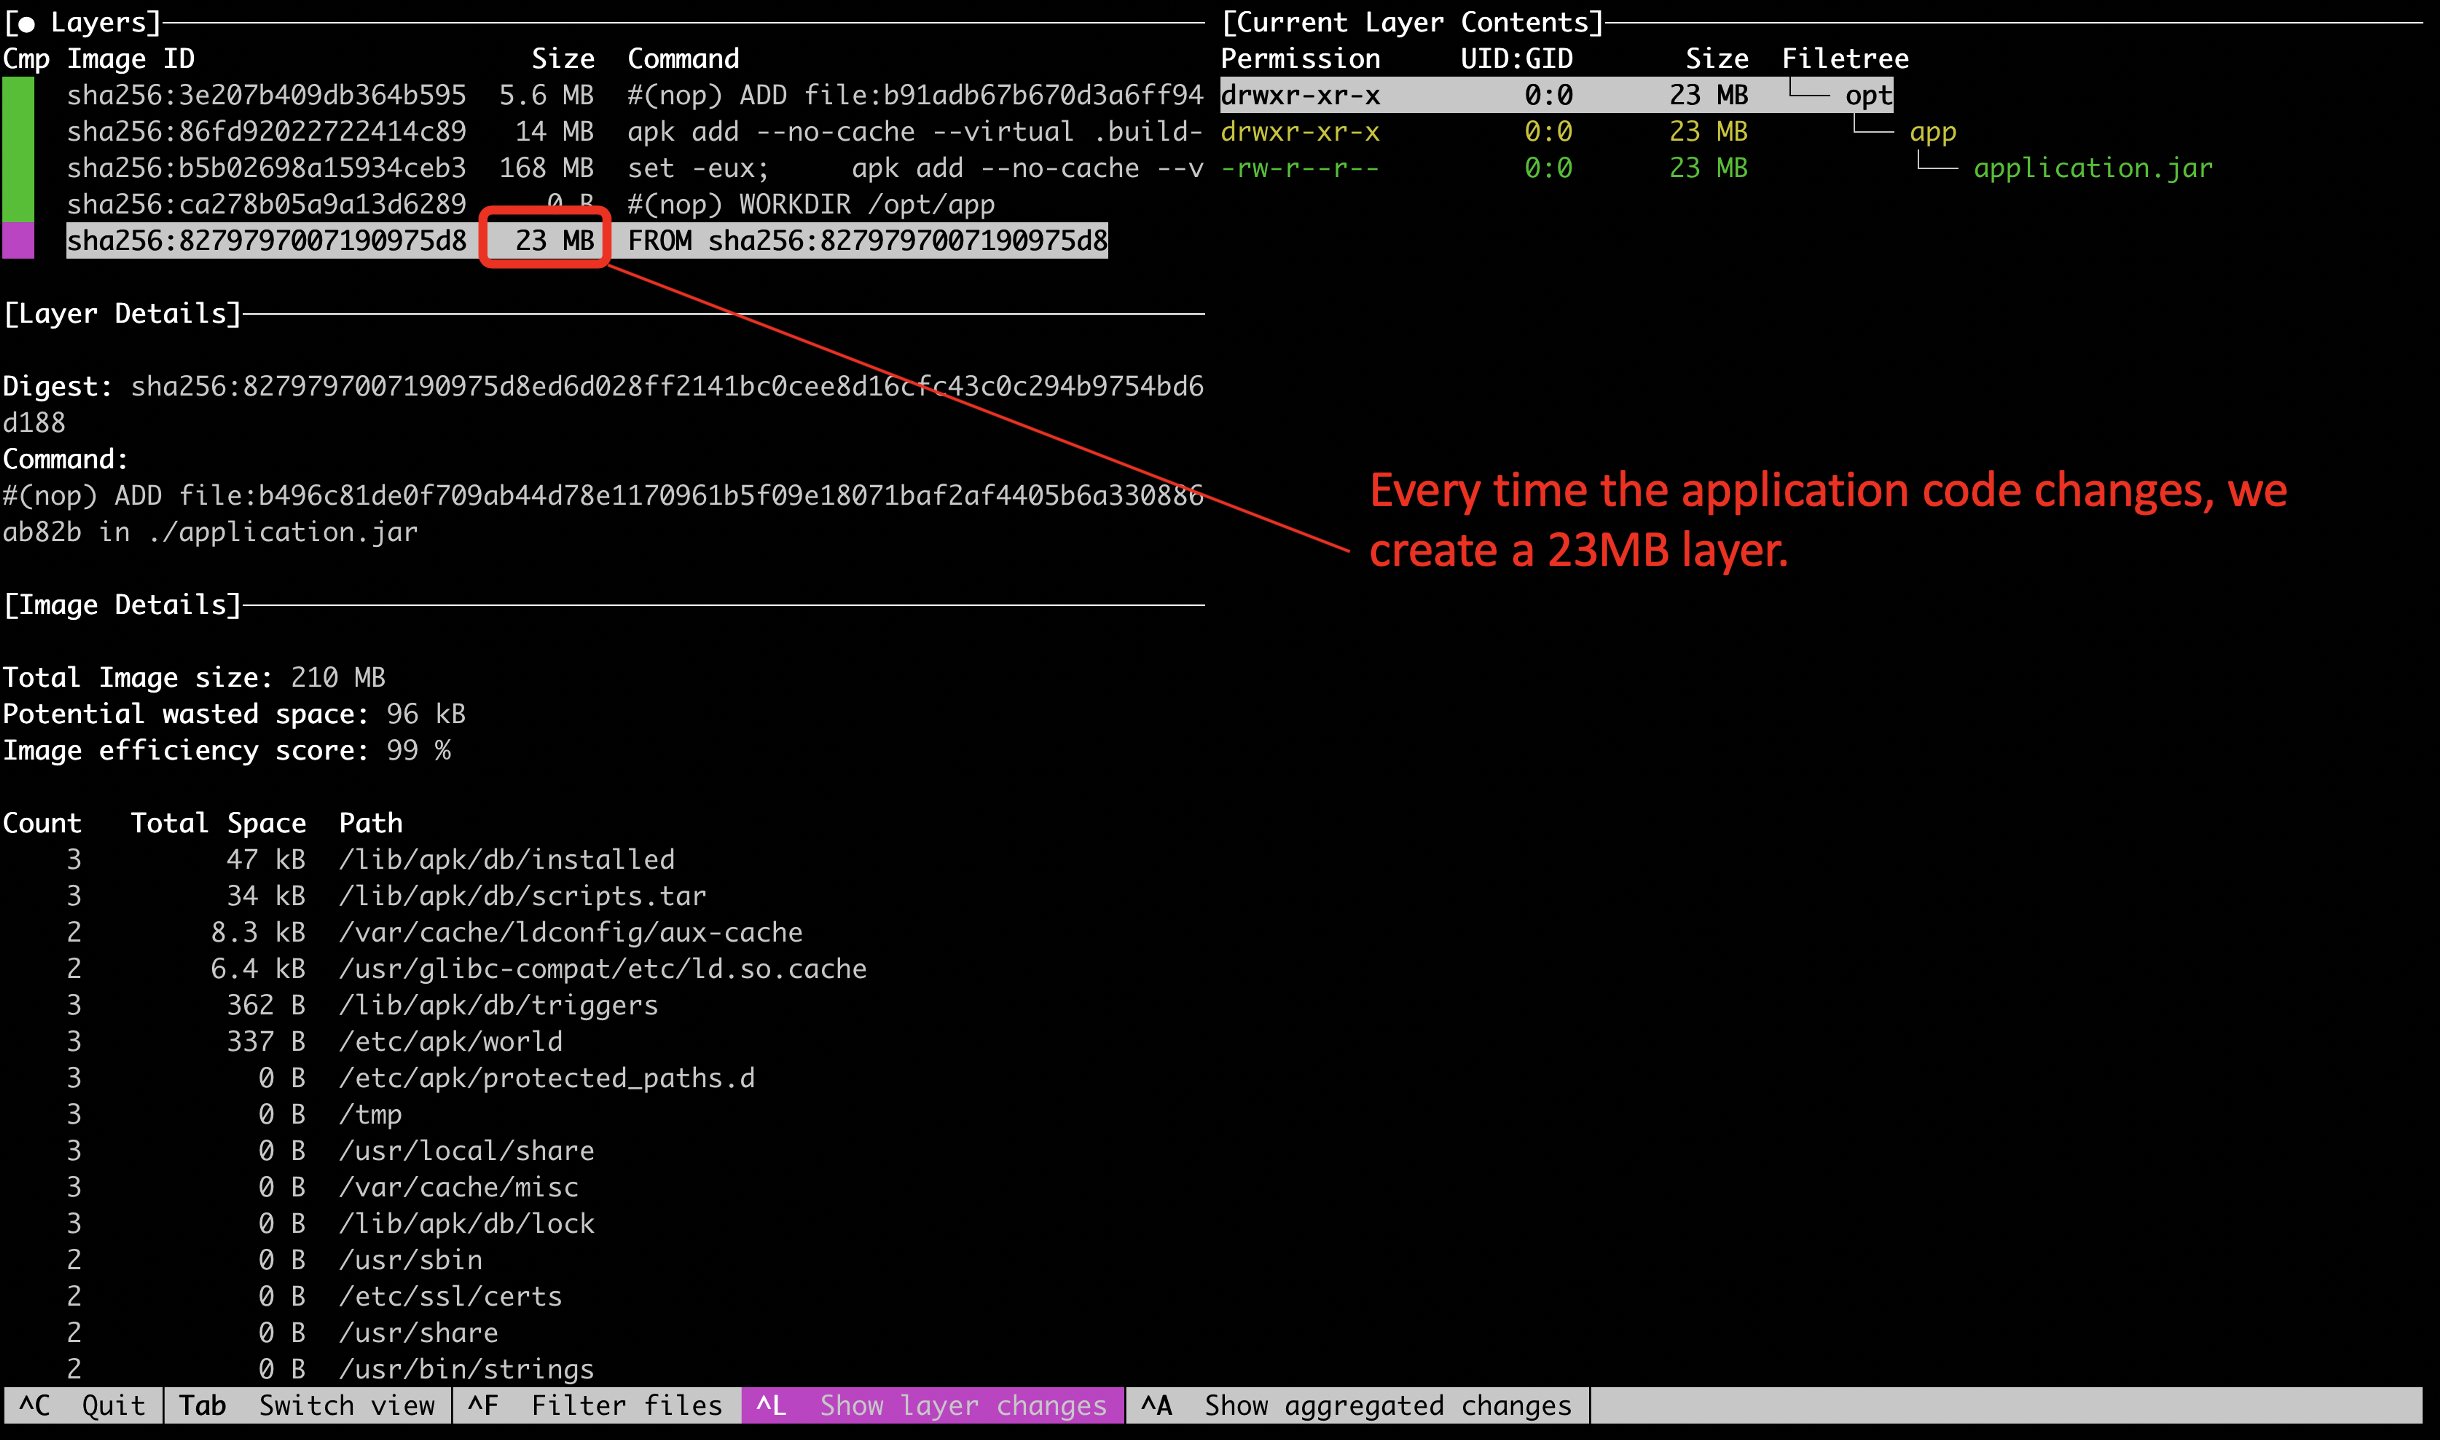 [● Layers]
Cmp Image ID Size Command
sha256:3e207b409db364b595 5.6 MB #(nop) ADD file:b91adb67b670d3a6ff94
sha256:86fd92022722414c89 14 MB apk add --no-cache --virtual .build-
sha256:b5b02698a15934ceb3 168 MB set -eux; apk add --no-cache --v
sha256:ca278b05a9a13d6289 0 B #(nop) WORKDIR /opt/app
sha256:8279797007190975d8 23 MB FROM sha256:8279797007190975d8
[Layer Details]
Digest: sha256:8279797007190975d8ed6d028ff2141bc0cee8d16cfc43c0c294b9754bd6
d188
Command:
#(nop) ADD file:b496c81de0f709ab44d78e1170961b5f09e18071baf2af4405b6a330886
ab82b in ./application.jar
[Image Details]
Total Image size: 210 MB
Potential wasted space: 96 kB
Image efficiency score: 99 %
Count Total Space Path
3 47 kB /lib/apk/db/installed
3 34 kB /lib/apk/db/scripts.tar
2 8.3 kB /var/cache/ldconfig/aux-cache
2 6.4 kB /usr/glibc-compat/etc/ld.so.cache
3 362 B /lib/apk/db/triggers
3 337 B /etc/apk/world
3 0 B /etc/apk/protected_paths.d
3 0 B /tmp
3 0 B /usr/local/share
3 0 B /var/cache/misc
3 0 B /lib/apk/db/lock
2 0 B /usr/sbin
2 0 B /etc/ssl/certs
2 0 B /usr/share
2 0 B /usr/bin/strings
[Current Layer Contents]
Permission UID:GID Size Filetree
drwxr-xr-x 0:0 23 MB └── opt
drwxr-xr-x 0:0 23 MB └── app
-rw-r--r-- 0:0 23 MB └── application.jar
Every time the application code changes, we
create a 23MB layer.
^C Quit Tab Switch view ^F Filter files ^L Show layer changes ^A Show aggregated changes